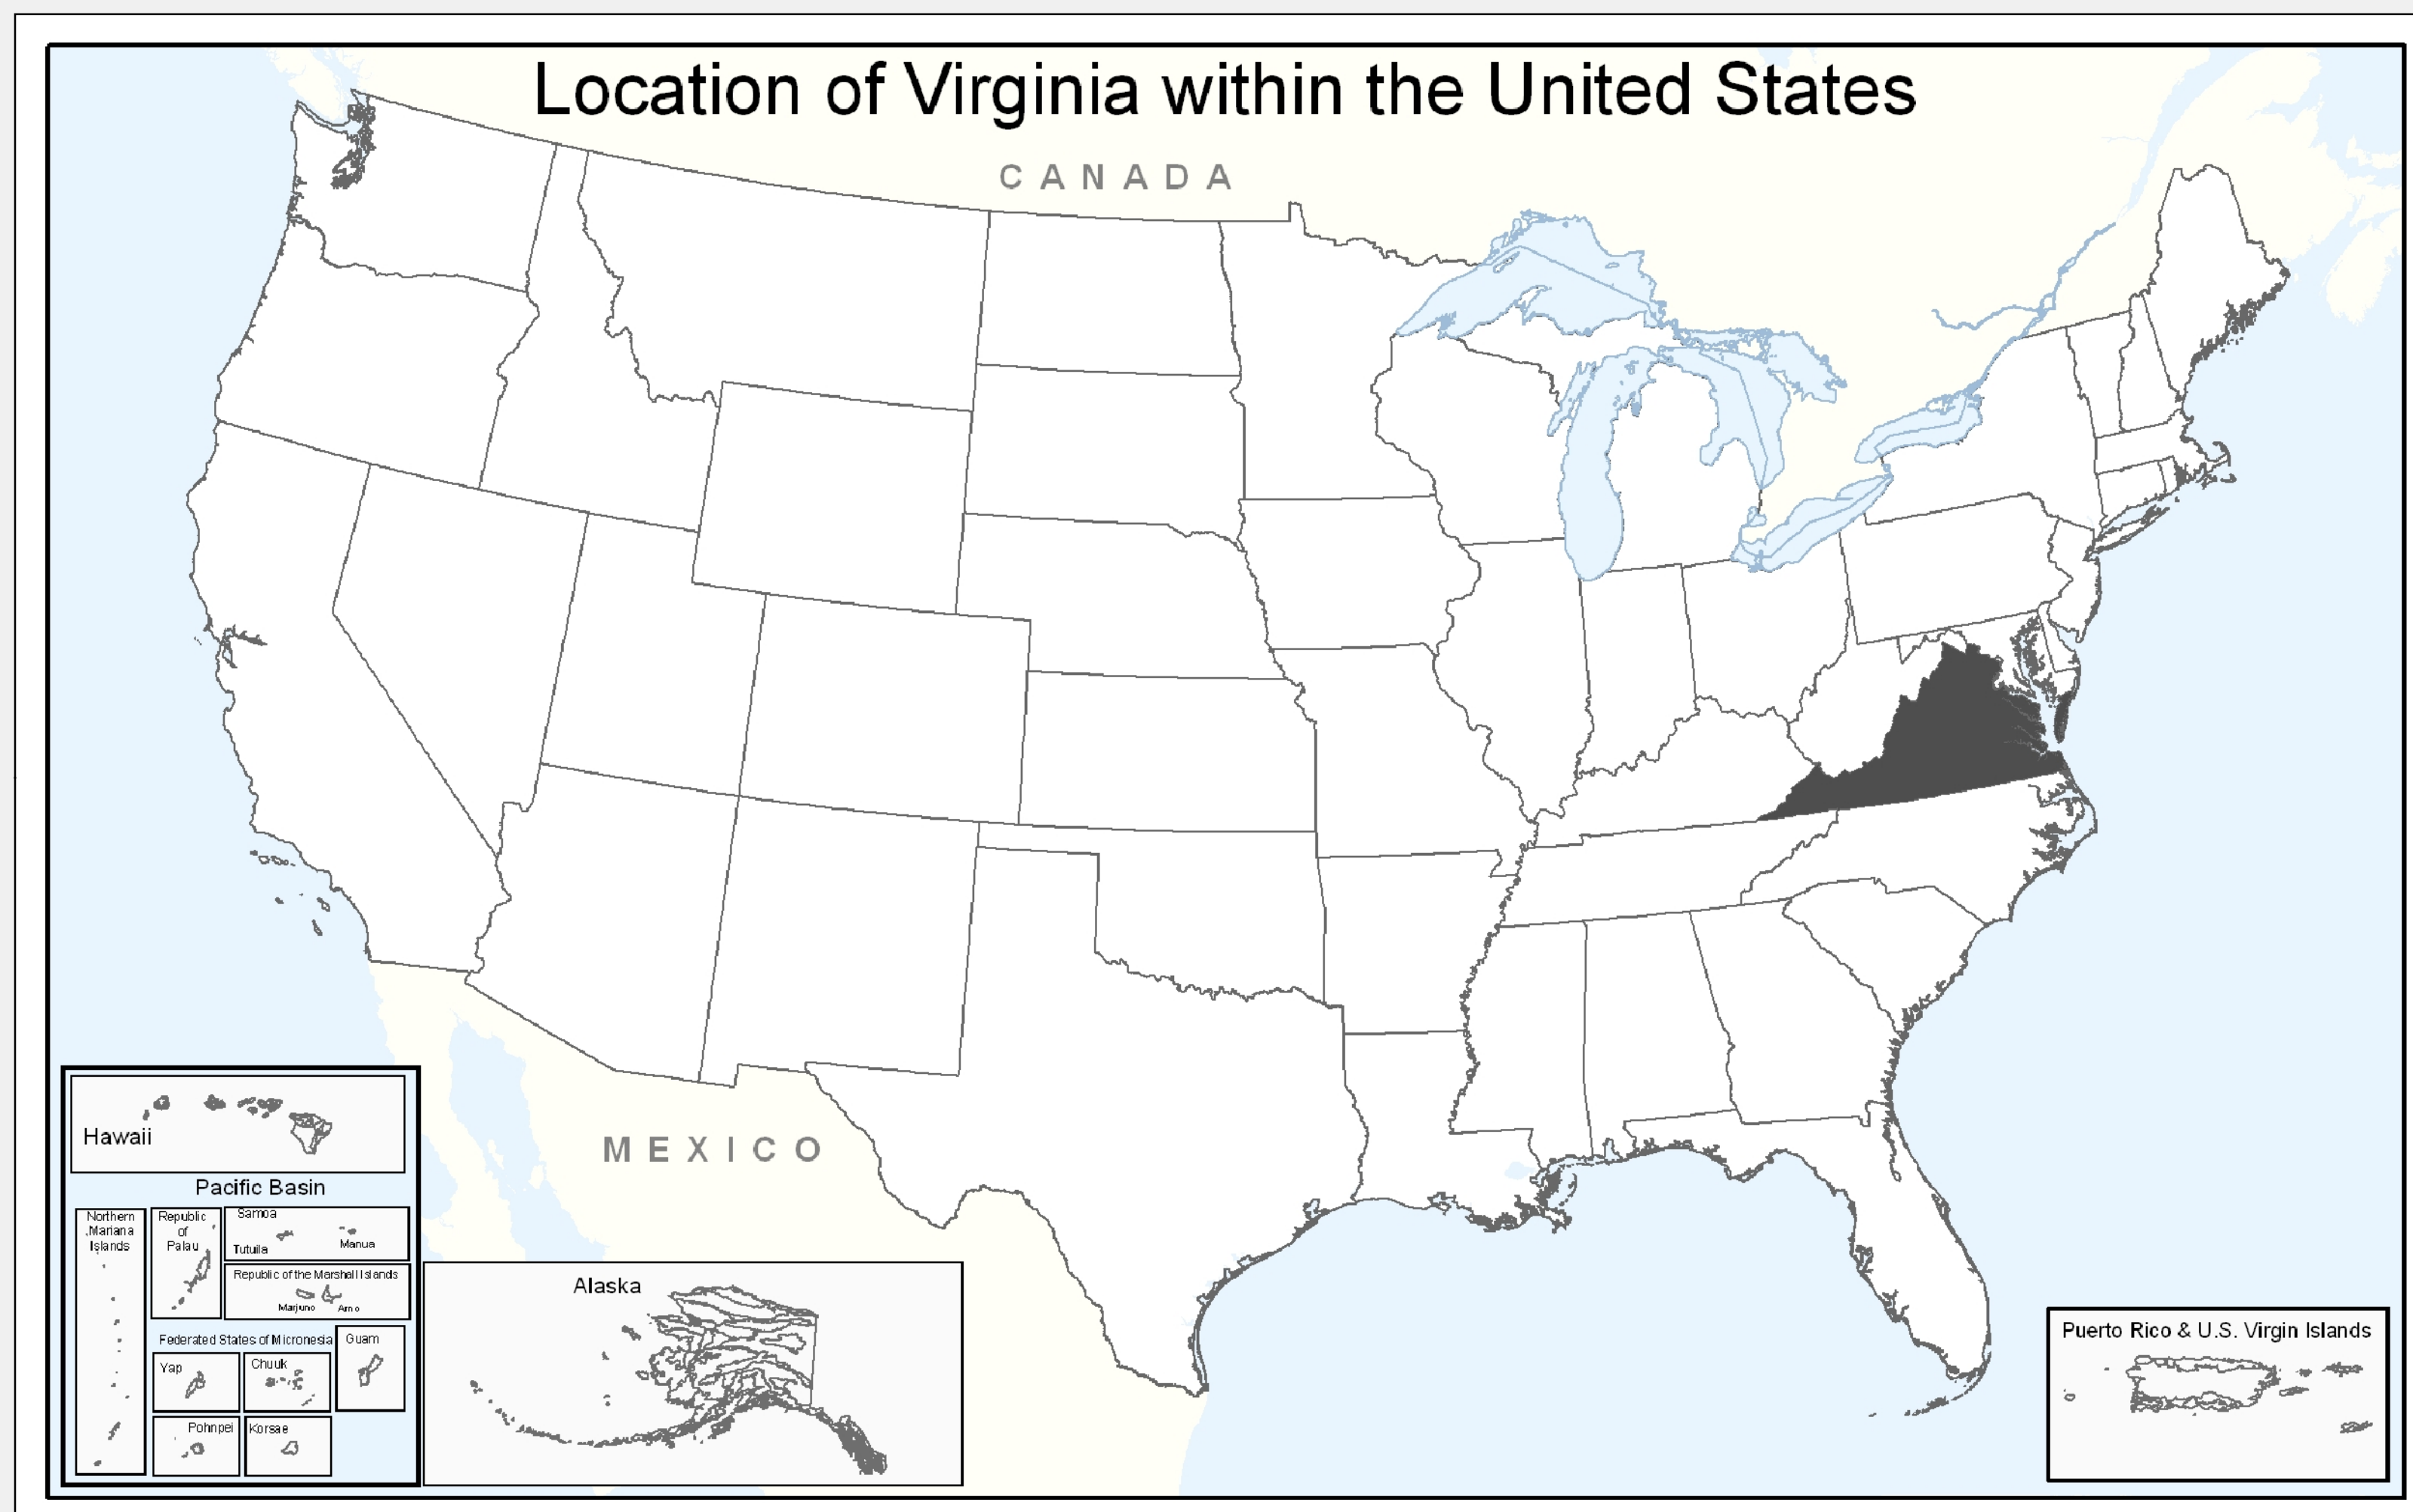 Location of Virginia within the United States
CANADA
MEXICO
Hawaii
Pacific Basin
Northern
Mariana
Islands
Republic
of
Palau
Samoa
Tutuila
Manua
Republic of the Marshall Islands
Marjuno
Arno
Federated States of Micronesia
Guam
Yap
Chuuk
Pohnpei
Korsae
Alaska
Puerto Rico & U.S. Virgin Islands